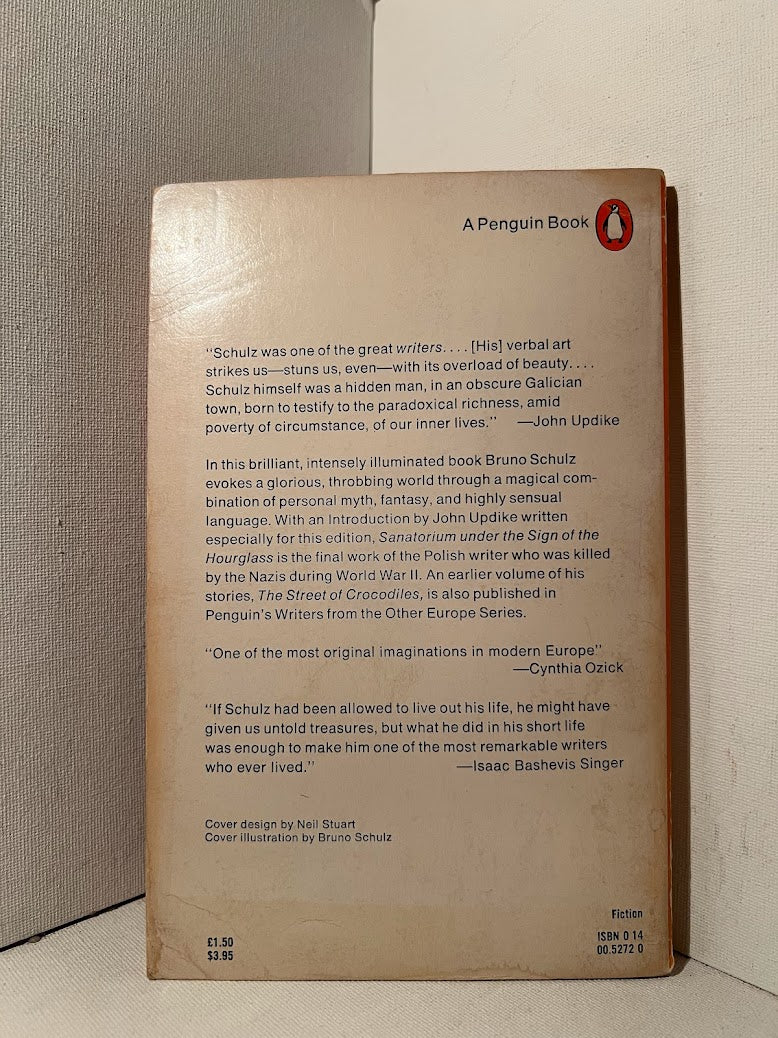 A Penguin Book
“Schulz was one of the great writers. . . . [His] verbal art
strikes us—stuns us, even—with its overload of beauty. . . .
Schulz himself was a hidden man, in an obscure Galician
town, born to testify to the paradoxical richness, amid
poverty of circumstance, of our inner lives.” —John Updike
In this brilliant, intensely illuminated book Bruno Schulz
evokes a glorious, throbbing world through a magical com-
bination of personal myth, fantasy, and highly sensual
language. With an Introduction by John Updike written
especially for this edition, Sanatorium under the Sign of the
Hourglass is the final work of the Polish writer who was killed
by the Nazis during World War II. An earlier volume of his
stories, The Street of Crocodiles, is also published in
Penguin’s Writers from the Other Europe Series.
“One of the most original imaginations in modern Europe”
—Cynthia Ozick
“If Schulz had been allowed to live out his life, he might have
given us untold treasures, but what he did in his short life
was enough to make him one of the most remarkable writers
who ever lived.” —Isaac Bashevis Singer
Cover design by Neil Stuart
Cover illustration by Bruno Schulz
£1.50
$3.95
Fiction
ISBN 0 14
00.5272 0